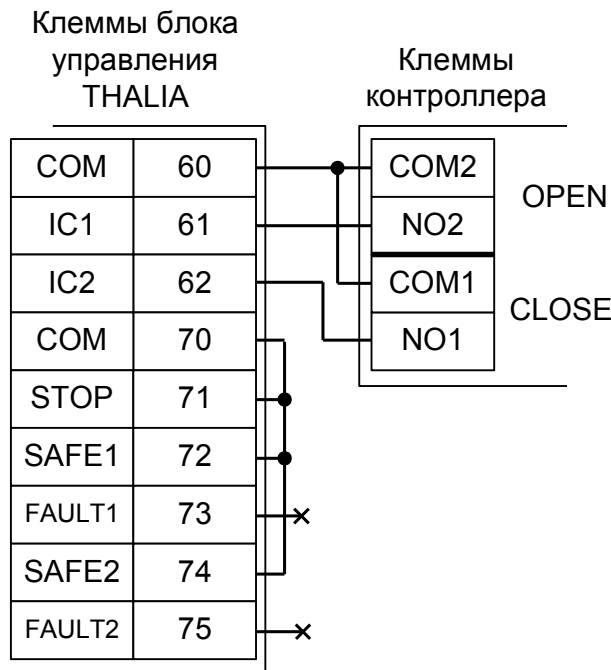 Клеммы блока
управления
THALIA
Клеммы
контроллера
COM 60
IC1 61
IC2 62
COM 70
STOP 71
SAFE1 72
FAULT1 73
SAFE2 74
FAULT2 75
COM2
NO2
OPEN
COM1
NO1
CLOSE